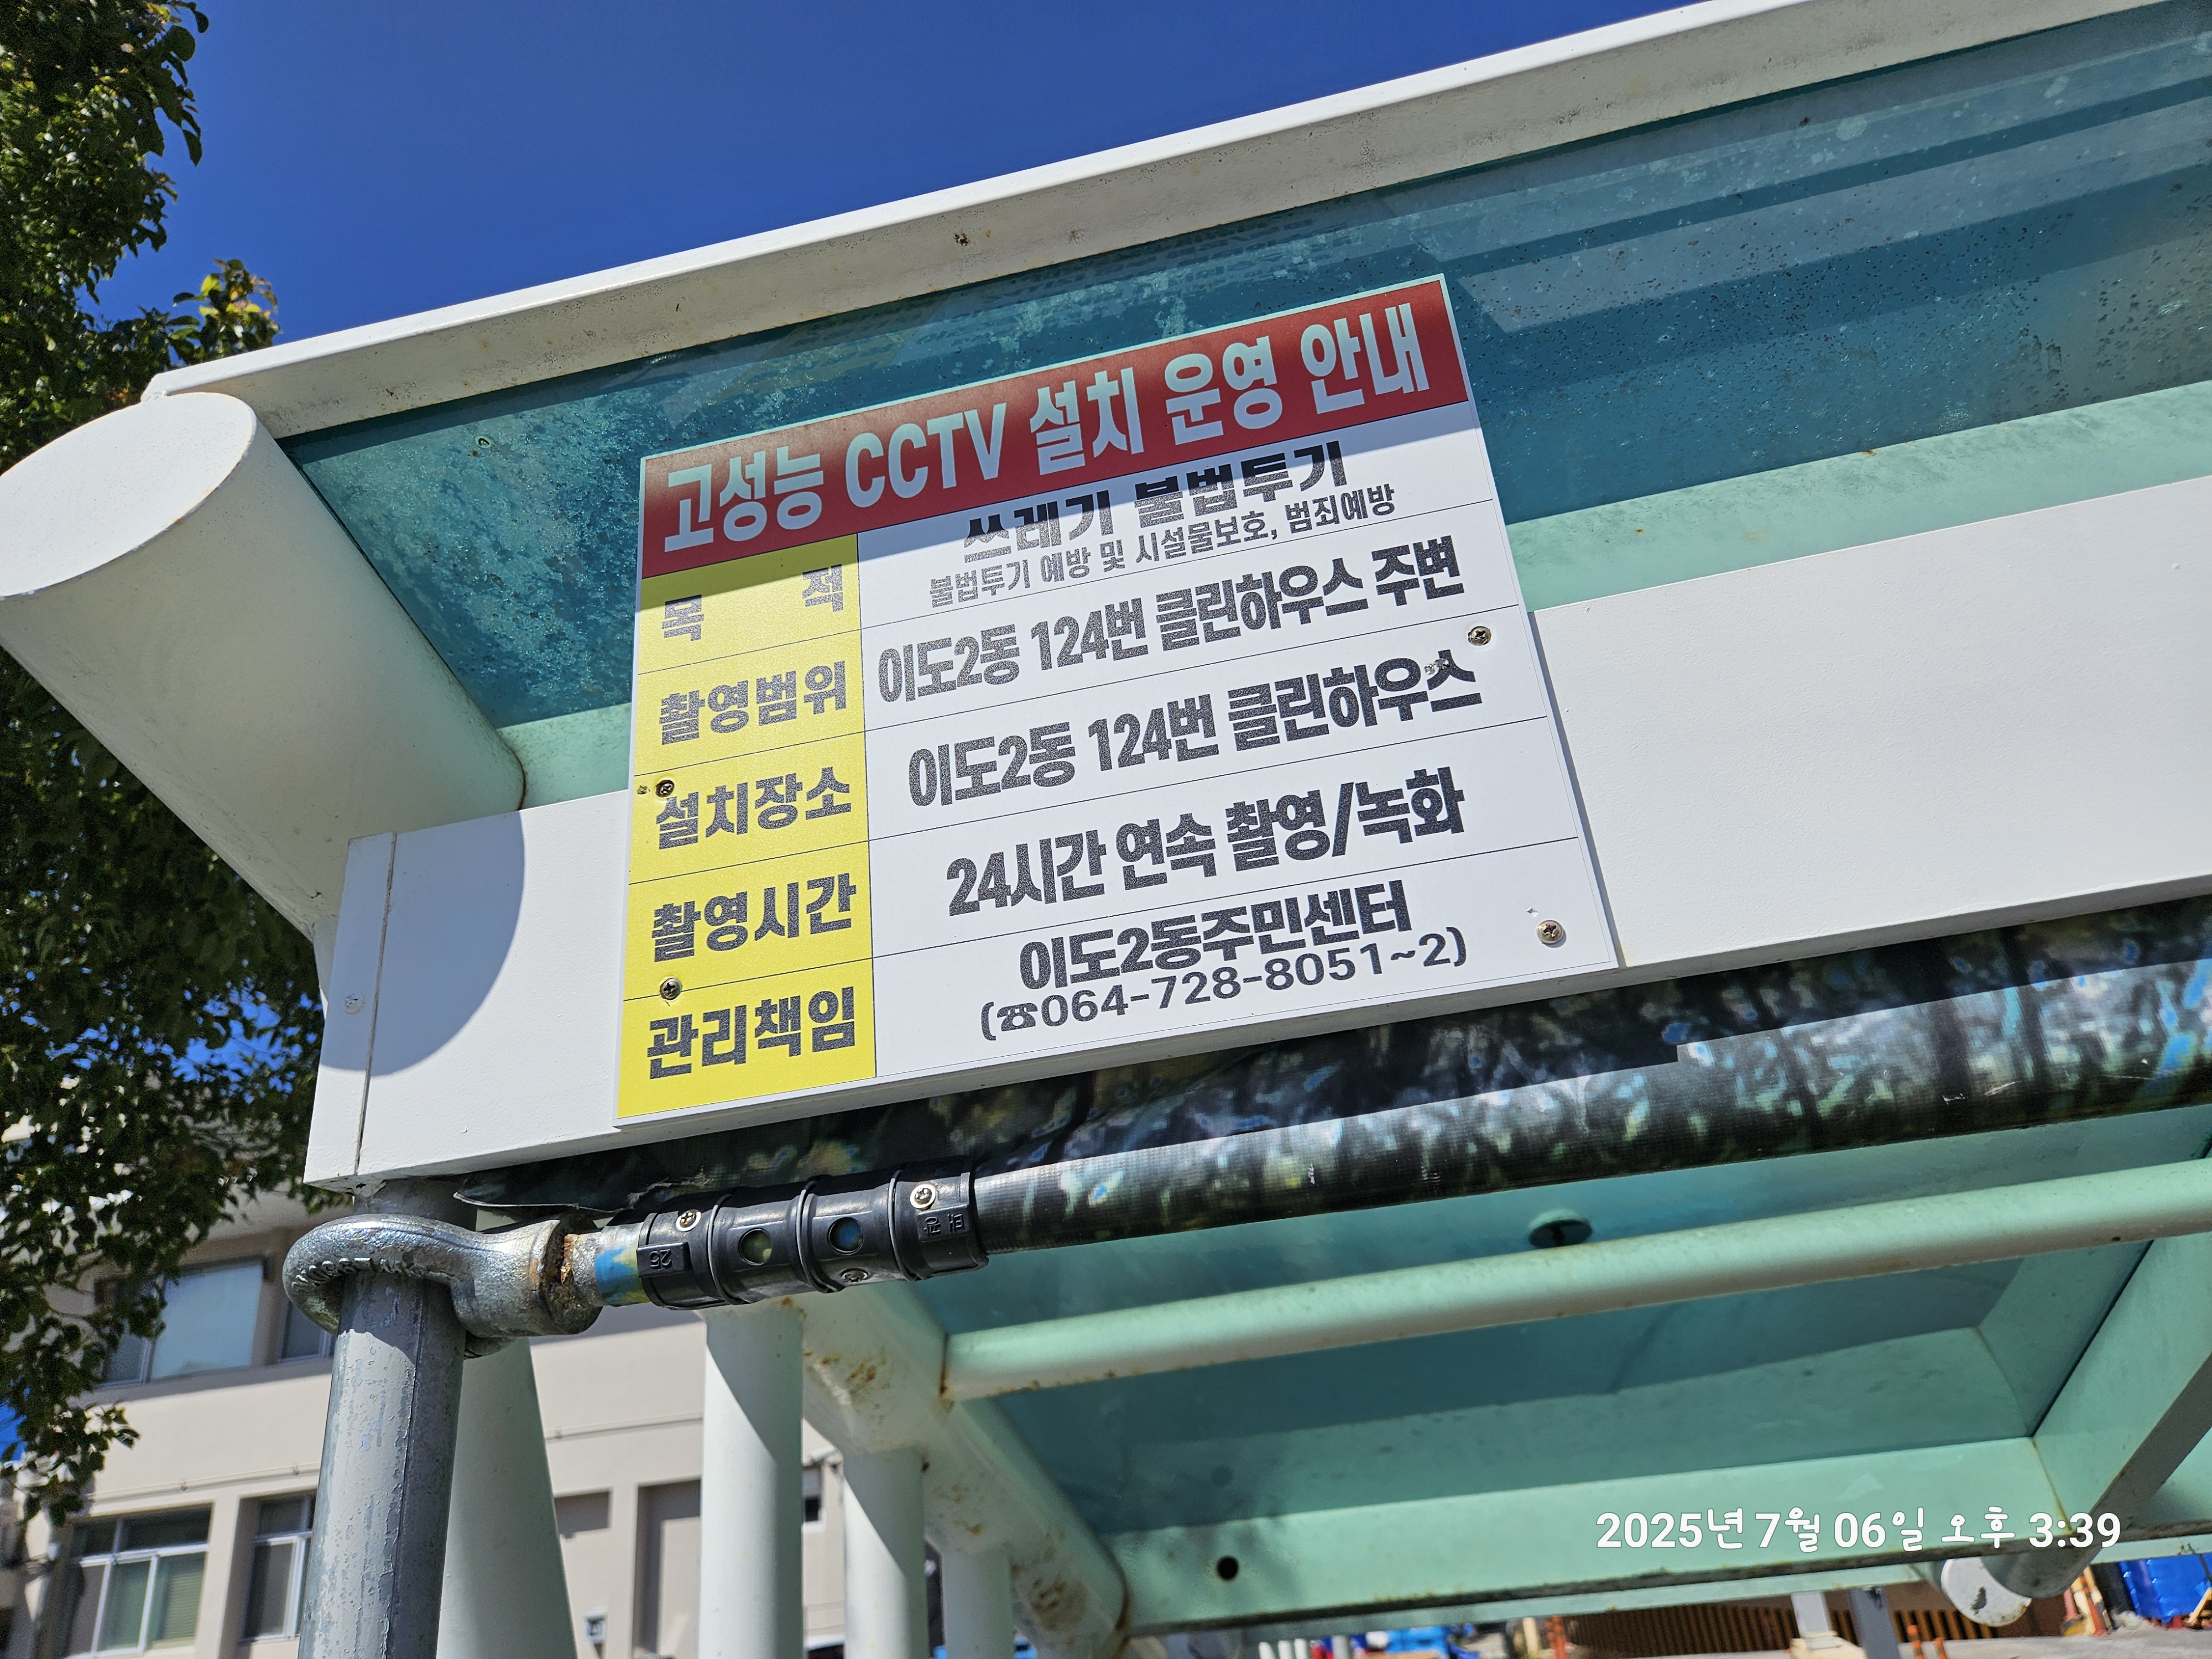 고성능 CCTV 설치 운영 안내
목 적
쓰레기 불법투기
불법투기 예방 및 시설물보호, 범죄예방
촬영범위
이도2동 124번 클린하우스 주변
설치장소
이도2동 124번 클린하우스
촬영시간
24시간 연속 촬영/녹화
관리책임
이도2동주민센터
(☎064-728-8051~2)
25
2025년 7월 06일 오후 3:39